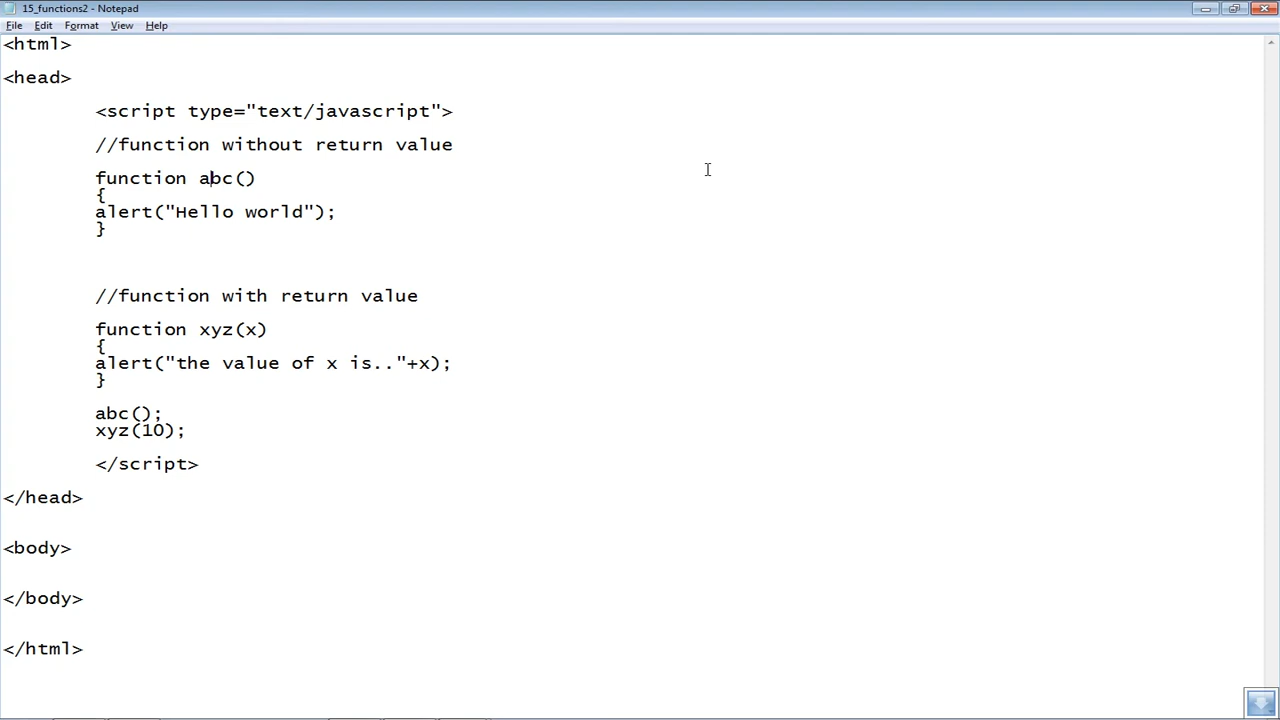 15_functions2 - Notepad
File Edit Format View Help
<html>
<head>
<script type="text/javascript">
//function without return value
function abc()
{
alert("Hello world");
}
//function with return value
function xyz(x)
{
alert("the value of x is.."+x);
}
abc();
xyz(10);
</script>
</head>
<body>
</body>
</html>